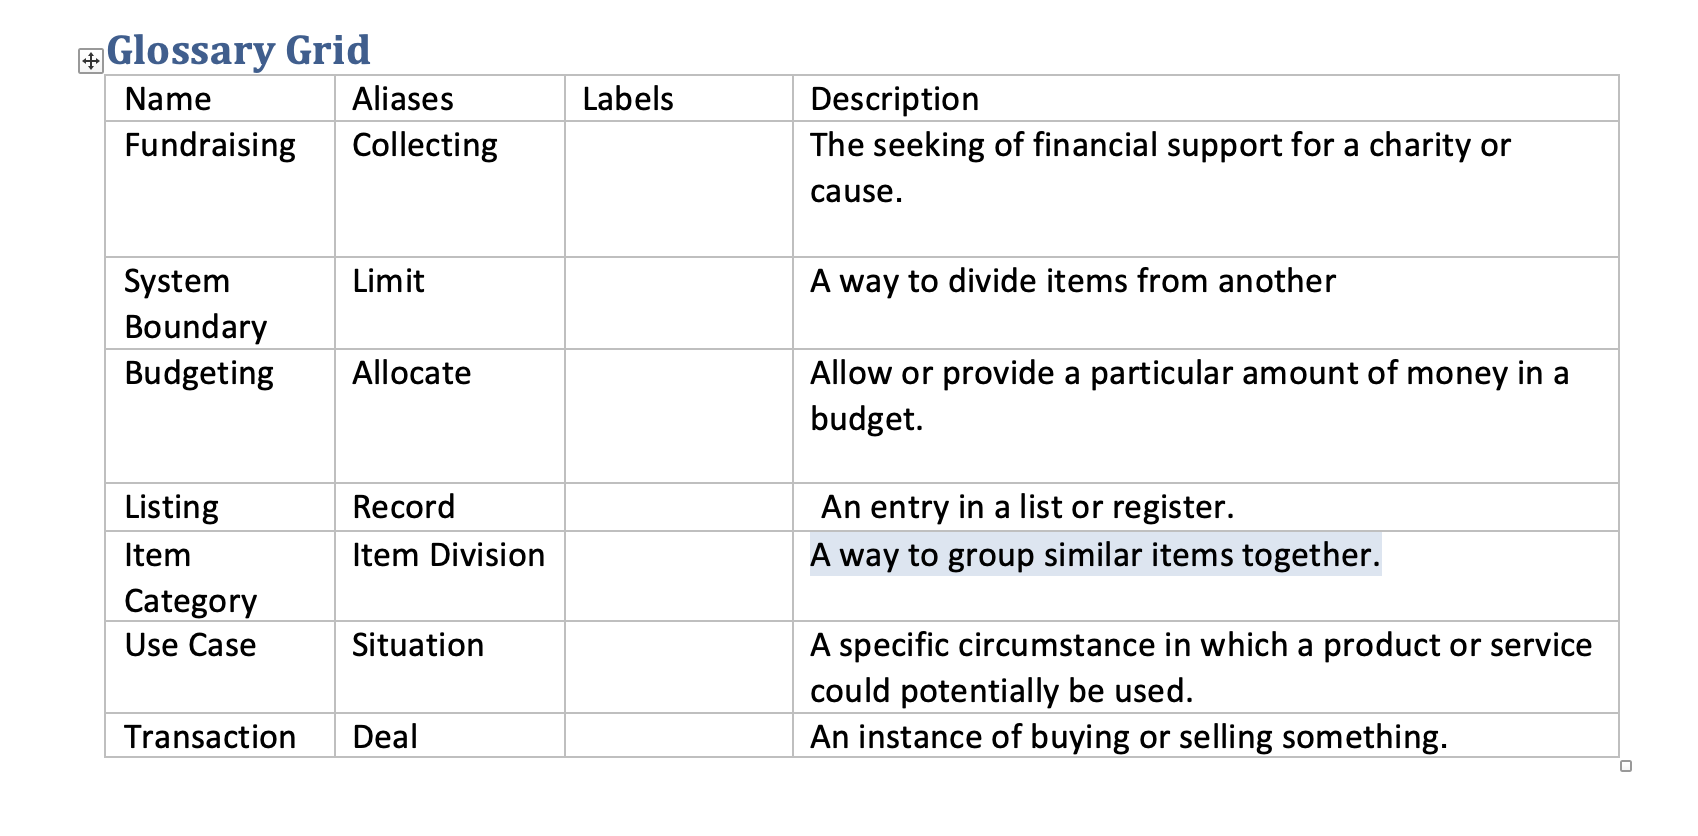 Glossary Grid
Name Aliases Labels Description
Fundraising Collecting The seeking of financial support for a charity or
cause.
System Limit A way to divide items from another
Boundary
Budgeting Allocate Allow or provide a particular amount of money in a
budget.
Listing Record An entry in a list or register.
Item Item Division A way to group similar items together.
Category
Use Case Situation A specific circumstance in which a product or service
could potentially be used.
Transaction Deal An instance of buying or selling something.